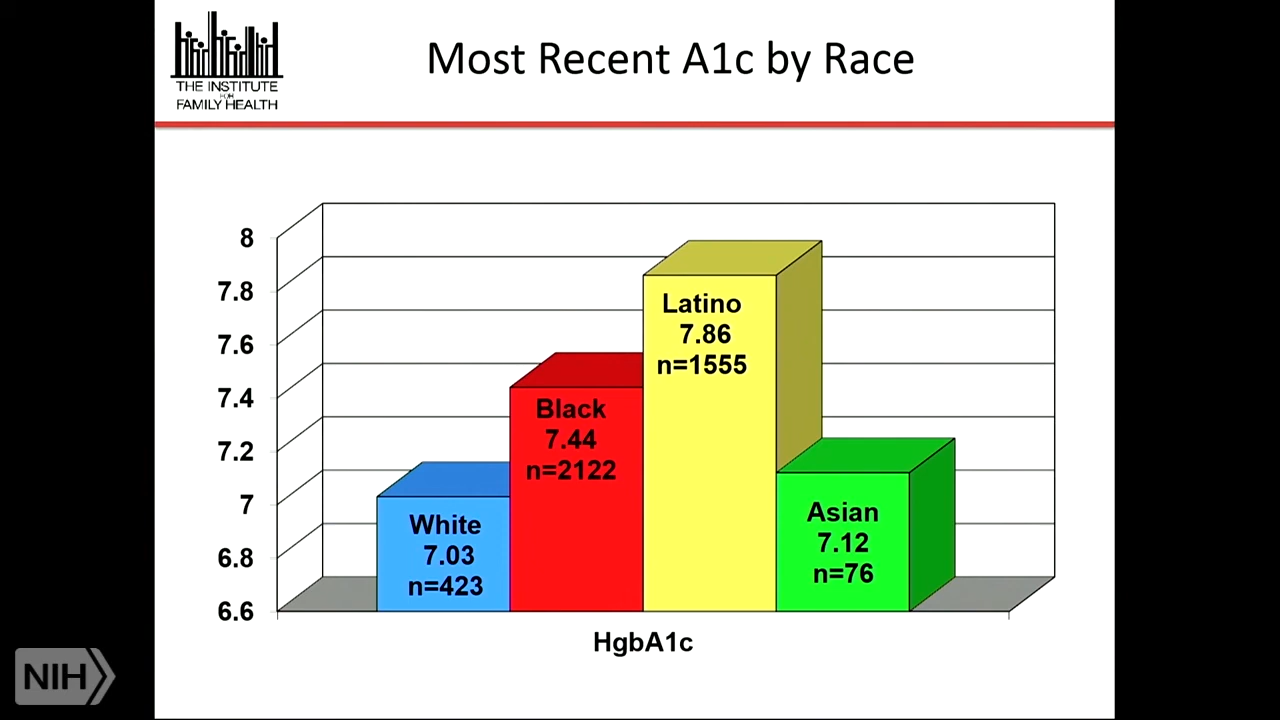 THE INSTITUTE
FOR
FAMILY HEALTH
Most Recent A1c by Race
8
7.8
7.6
7.4
7.2
7
6.8
6.6
White
7.03
n=423
Black
7.44
n=2122
Latino
7.86
n=1555
Asian
7.12
n=76
HgbA1c
NIH